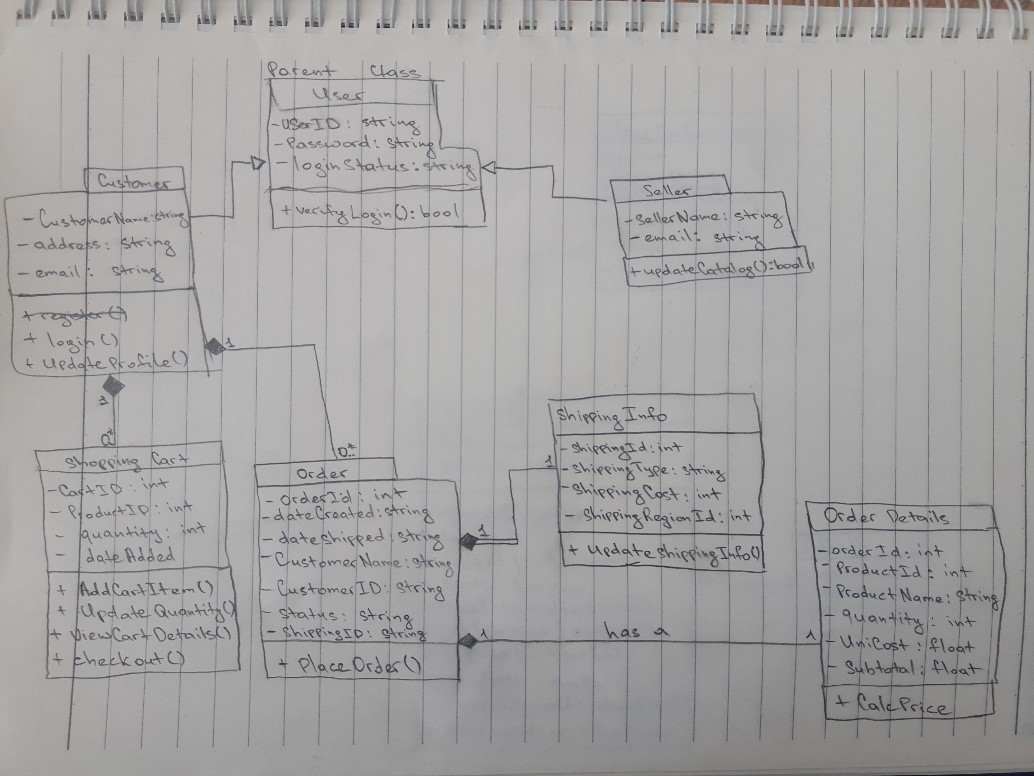 Parent Class
User
- USerID: string
- Password: string
- loginStatus: string
+ verifyLogin(): bool
Customer
- CustomerName: string
- address: string
- email: string
+ register()
+ login()
+ UpdateProfile()
Seller
- SellerName: string
- email: string
+ updateCatalog(): bool
1
1
0*
0*
Shopping Cart
- CartID: int
- ProductID: int
- quantity: int
- dateAdded
+ AddCartItem()
+ UpdateQuantity()
+ ViewCartDetails()
+ checkout()
Order
- OrderId: int
- dateCreated: string
- dateShipped: string
- CustomerName: string
- CustomerID: string
- Status: string
- ShippingID: String
+ PlaceOrder()
1
1
Shipping Info
- ShippingId: int
- ShippingType: string
- ShippingCost: int
- ShippingRegionId: int
+ UpdateShippingInfo()
1
has a
1
Order Details
- orderId: int
- ProductId: int
- ProductName: String
- quantity: int
- UniCost: float
- Subtotal: float
+ CalcPrice